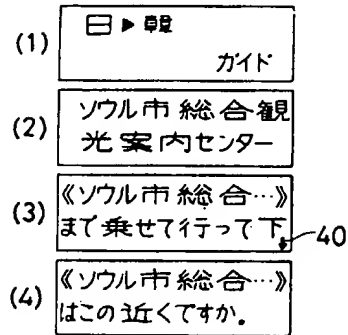 (1)
日▶韓
ガイド
(2)
ソウル市総合観
光案内センター
(3)
《ソウル市総合…》
まで乗せて行って下
40
(4)
《ソウル市総合…》
はこの近くですか.